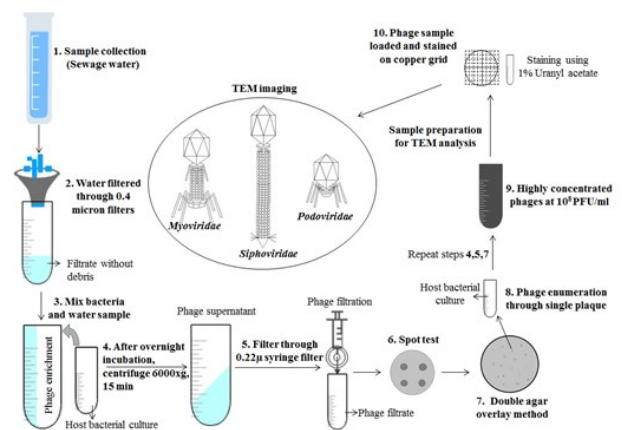 1. Sample collection
(Sewage water)
2. Water filtered
through 0.4
micron filters
Filtrate without
debris
3. Mix bacteria
and water sample
Phage enrichment
Host bacterial culture
4. After overnight
incubation,
centrifuge 6000xg,
15 min
Phage supernatant
5. Filter through
0.22µ syringe filter
Phage filtration
Phage filtrate
6. Spot test
7. Double agar
overlay method
8. Phage enumeration
through single plaque
Host bacterial
culture
Repeat steps 4,5,7
9. Highly concentrated
phages at 10⁸ PFU/ml
Sample preparation
for TEM analysis
10. Phage sample
loaded and stained
on copper grid
Staining using
1% Uranyl acetate
TEM imaging
Myoviridae
Siphoviridae
Podoviridae